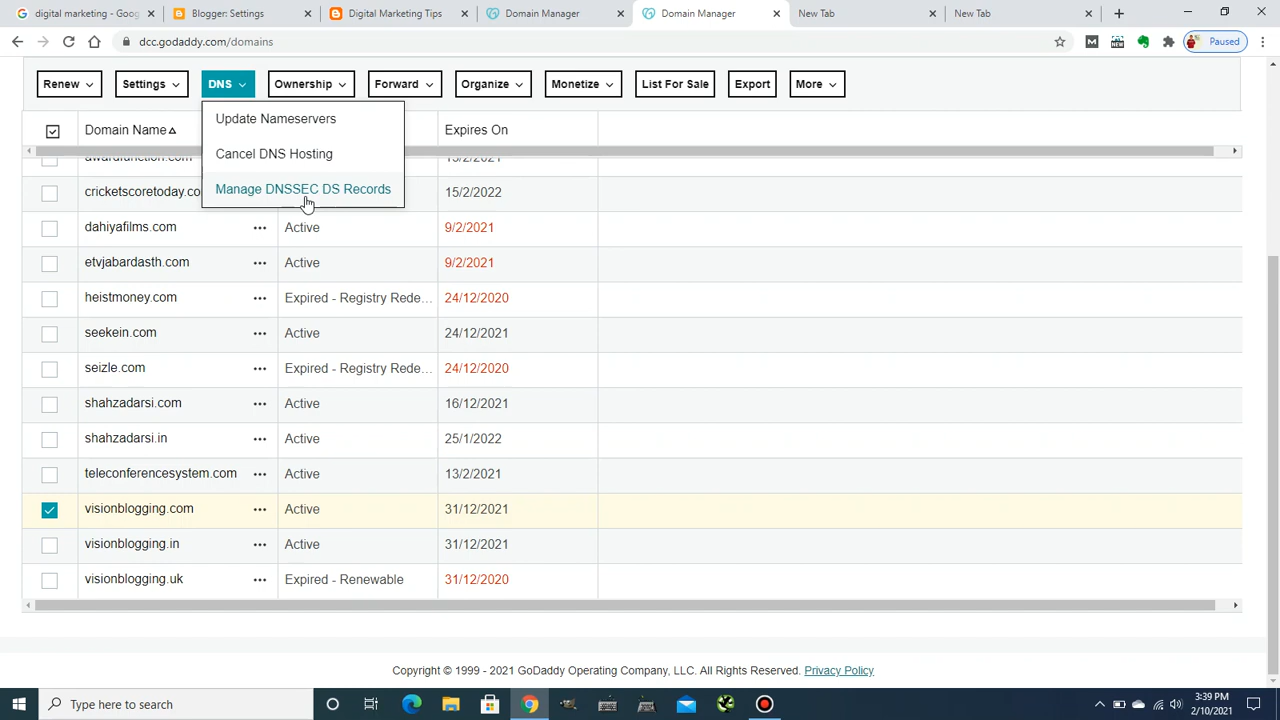 digital marketing - Goog
Blogger: Settings
Digital Marketing Tips
Domain Manager
Domain Manager
New Tab
New Tab
dcc.godaddy.com/domains
Paused
Renew
Settings
DNS
Ownership
Forward
Organize
Monetize
List For Sale
Export
More
Update Nameservers
Cancel DNS Hosting
Manage DNSSEC DS Records
Domain Name
Expires On
awardfunction.com
15/2/2022
cricketscoretoday.co
15/2/2022
dahiyafilms.com ••• Active 9/2/2021
etvjabardasth.com ••• Active 9/2/2021
heistmoney.com ••• Expired - Registry Rede... 24/12/2020
seekein.com ••• Active 24/12/2021
seizle.com ••• Expired - Registry Rede... 24/12/2020
shahzadarsi.com ••• Active 16/12/2021
shahzadarsi.in ••• Active 25/1/2022
teleconferencesystem.com ••• Active 13/2/2021
visionblogging.com ••• Active 31/12/2021
visionblogging.in ••• Active 31/12/2021
visionblogging.uk ••• Expired - Renewable 31/12/2020
Copyright © 1999 - 2021 GoDaddy Operating Company, LLC. All Rights Reserved. Privacy Policy
Type here to search
3:39 PM
2/10/2021